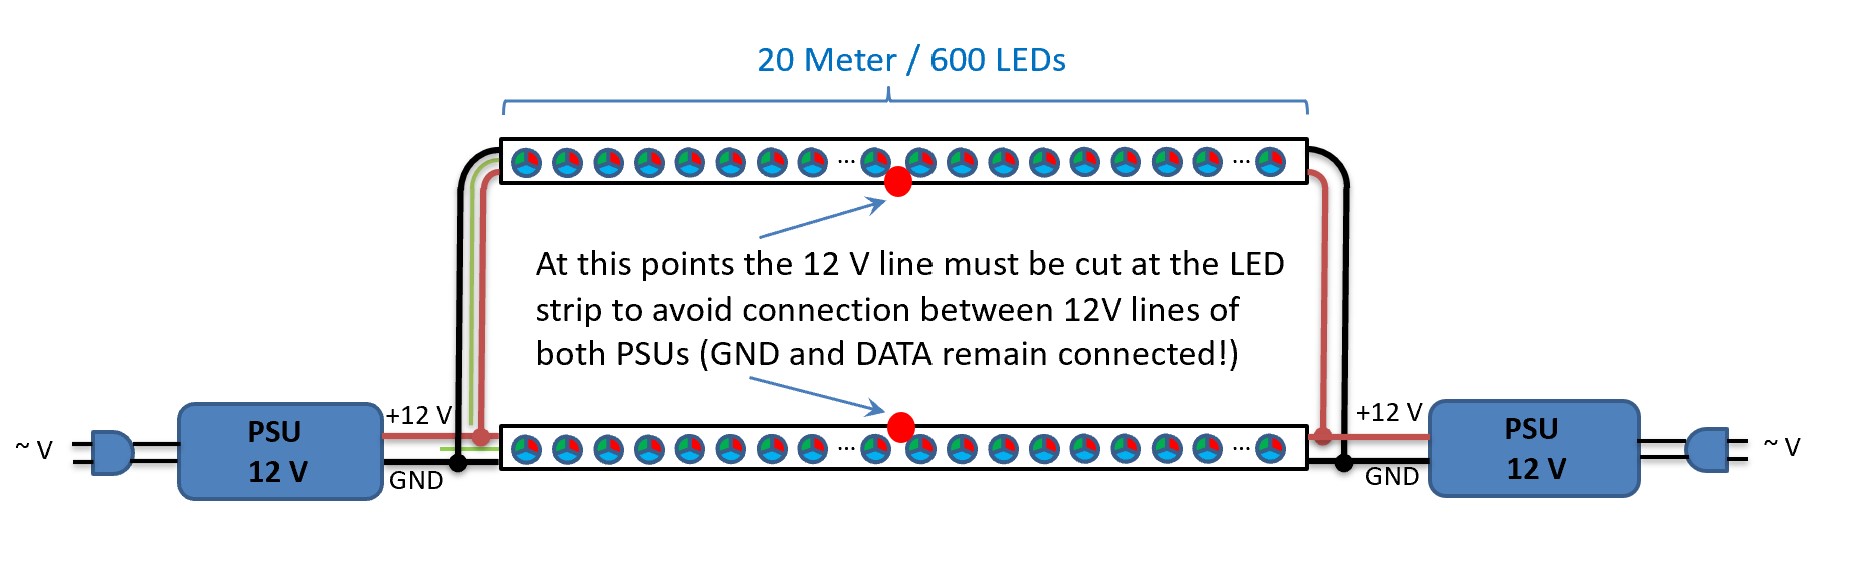 20 Meter / 600 LEDs
...
...
At this points the 12 V line must be cut at the LED
strip to avoid connection between 12V lines of
both PSUs (GND and DATA remain connected!)
~ V
PSU
12 V
+12 V
GND
...
...
+12 V
GND
PSU
12 V
~ V